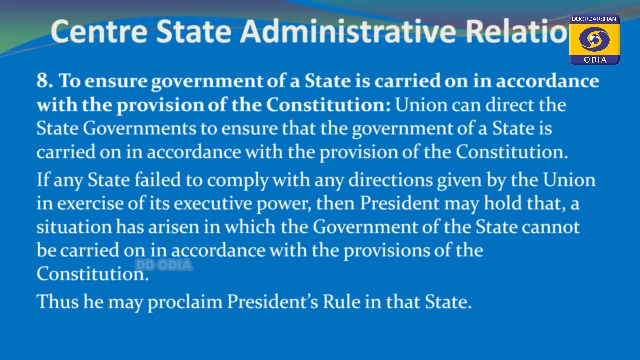 Centre State Administrative Relatio
DOORDARSHAN
ODIA
8. To ensure government of a State is carried on in accordance
with the provision of the Constitution: Union can direct the
State Governments to ensure that the government of a State is
carried on in accordance with the provision of the Constitution.
If any State failed to comply with any directions given by the Union
in exercise of its executive power, then President may hold that, a
situation has arisen in which the Government of the State cannot
be carried on in accordance with the provisions of the
DD ODIA
Constitution.
Thus he may proclaim President's Rule in that State.